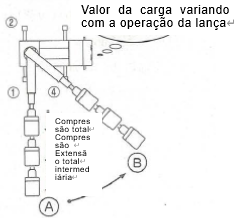 Valor da carga variando
com a operação da lança
②
① ④
Compres
são total
Compres
são
Extensã
o total
intermed
iária)
A
B